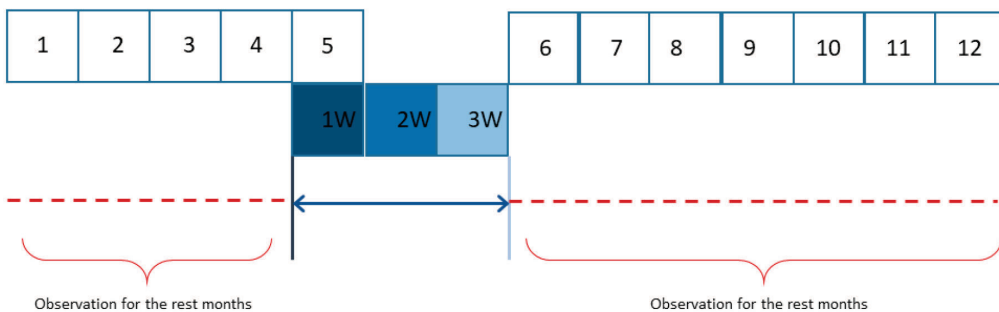 1 2 3 4 5 6 7 8 9 10 11 12
1W 2W 3W
Observation for the rest months Observation for the rest months